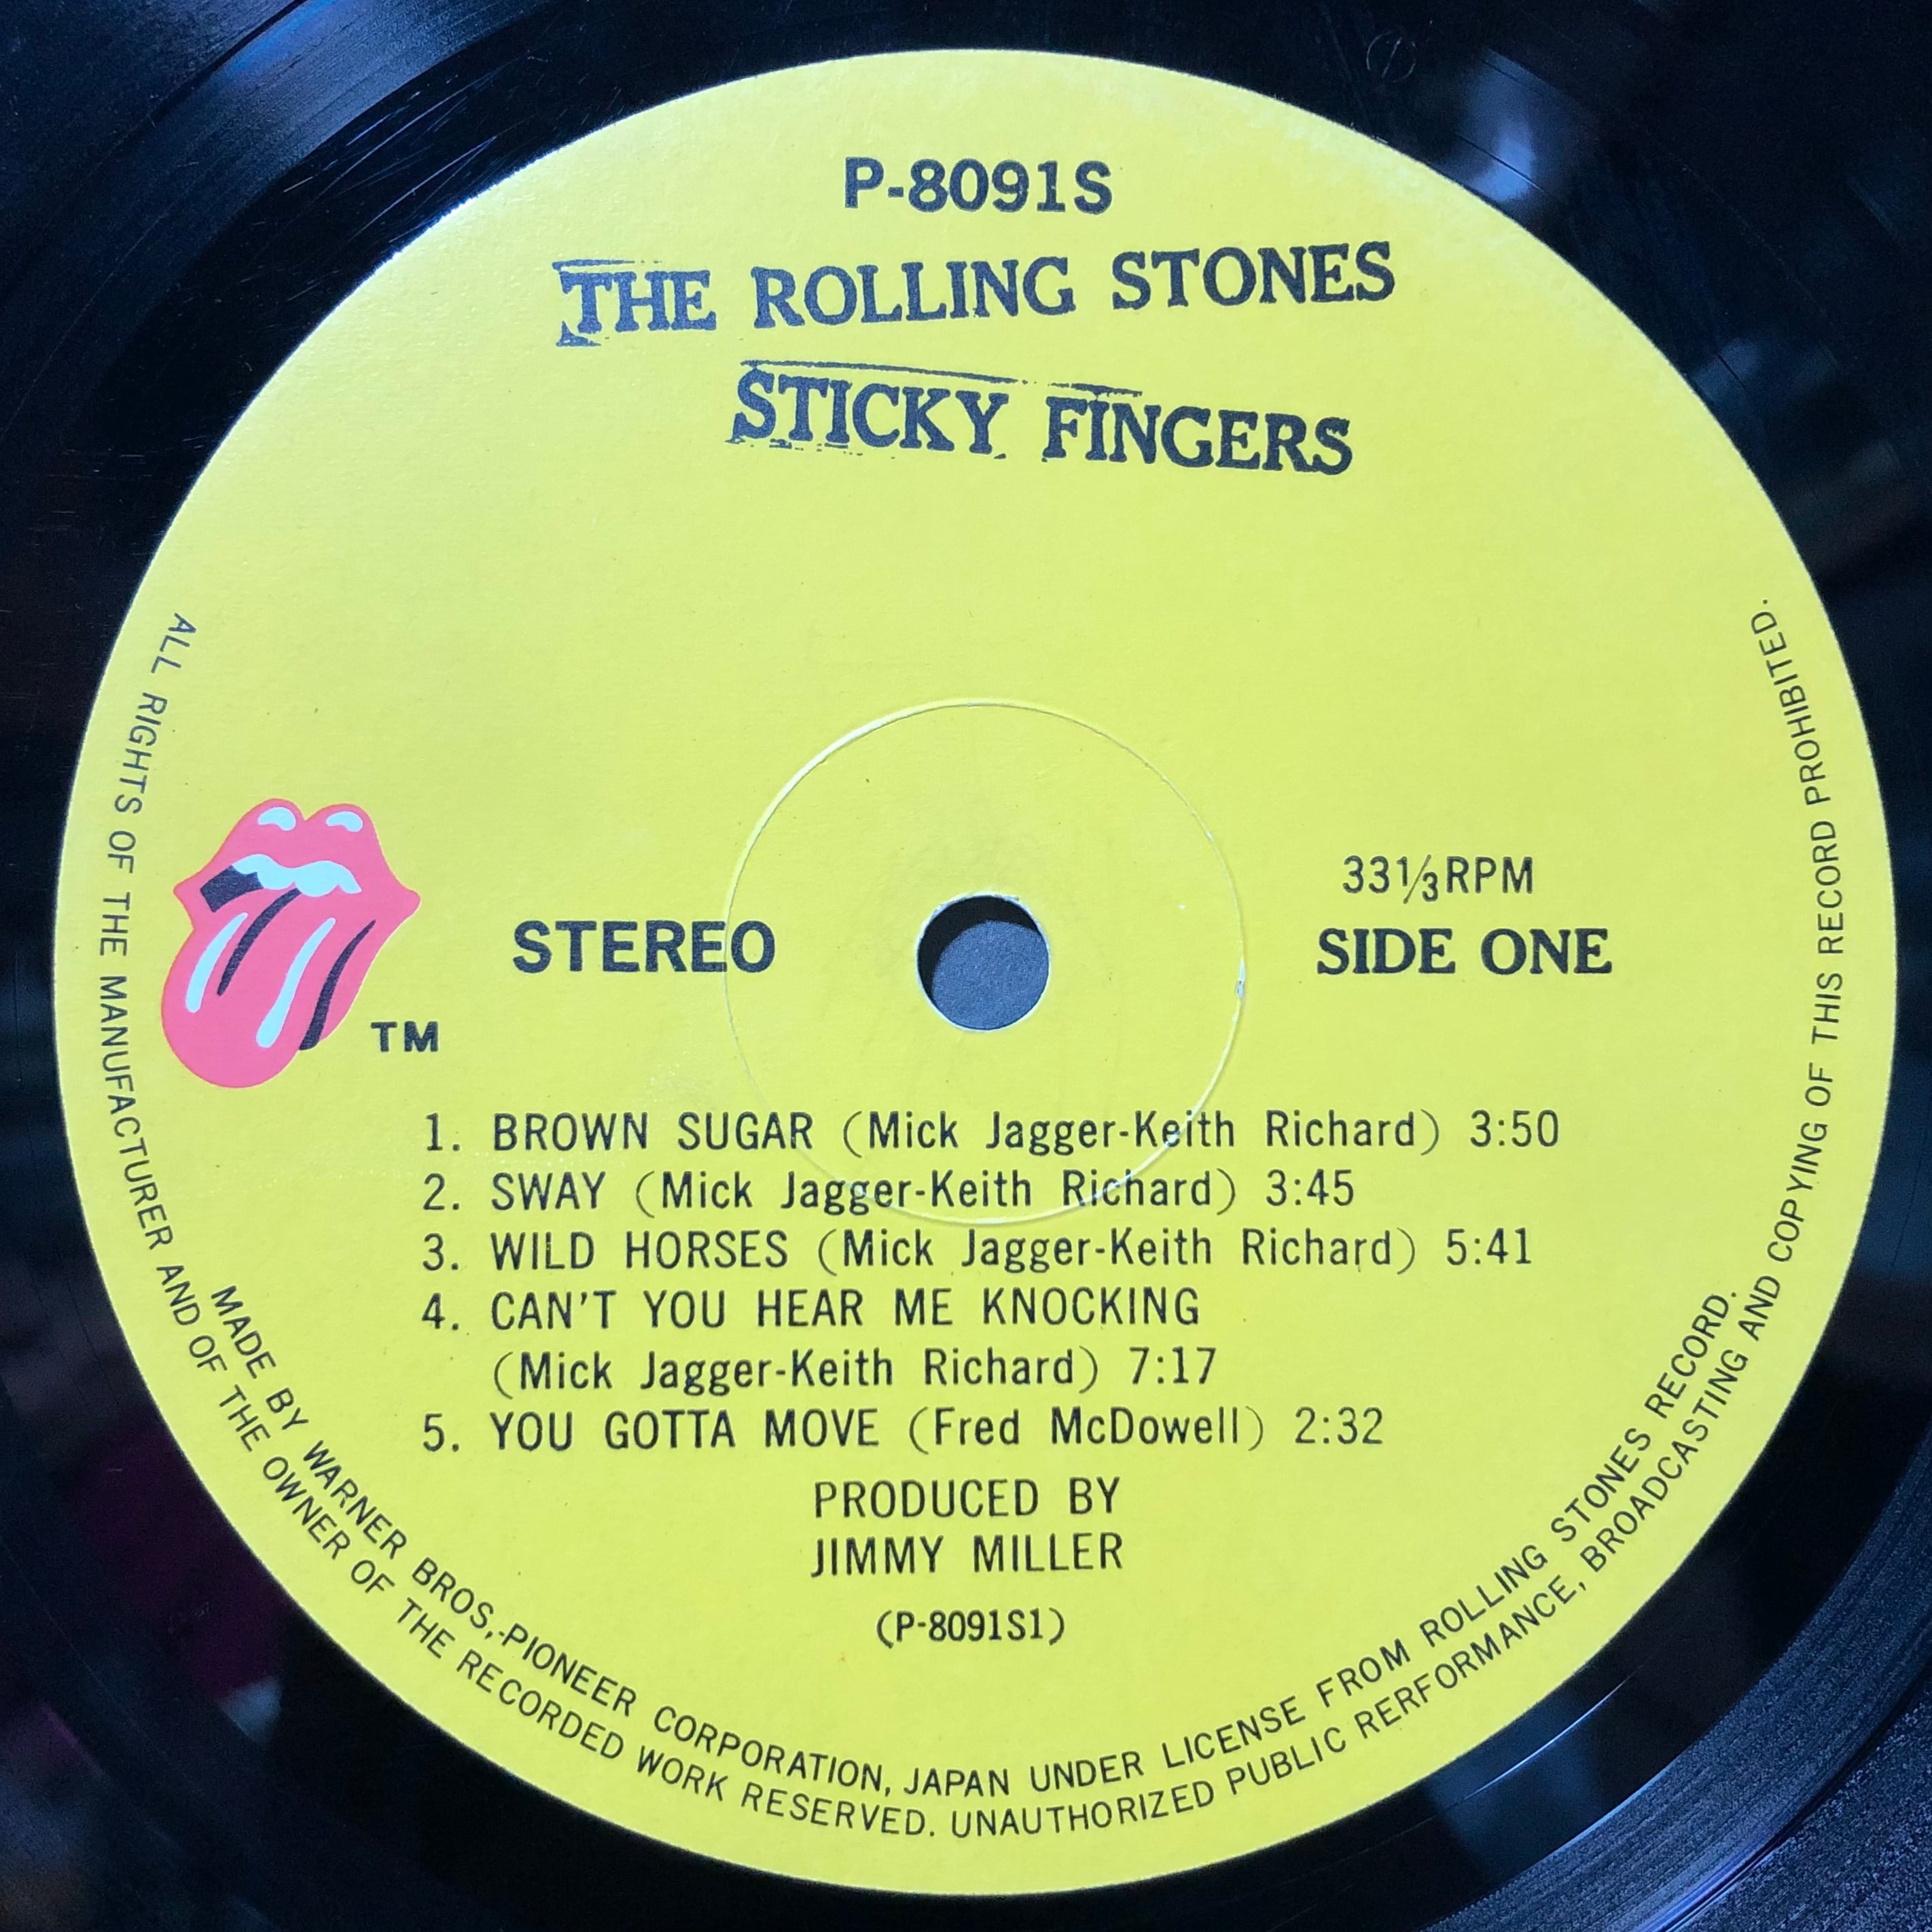 P-8091S
THE ROLLING STONES
STICKY FINGERS
33⅓RPM
STEREO
SIDE ONE
TM
1. BROWN SUGAR (Mick Jagger-Keith Richard) 3:50
2. SWAY (Mick Jagger-Keith Richard) 3:45
3. WILD HORSES (Mick Jagger-Keith Richard) 5:41
4. CAN'T YOU HEAR ME KNOCKING
(Mick Jagger-Keith Richard) 7:17
5. YOU GOTTA MOVE (Fred McDowell) 2:32
PRODUCED BY
JIMMY MILLER
(P-8091S1)
MADE BY WARNER BROS,-PIONEER CORPORATION, JAPAN UNDER LICENSE FROM ROLLING STONES RECORD.
ALL RIGHTS OF THE MANUFACTURER AND OF THE OWNER OF THE RECORDED WORK RESERVED. UNAUTHORIZED PUBLIC RERFORMANCE, BROADCASTING AND COPYING OF THIS RECORD PROHIBITED.